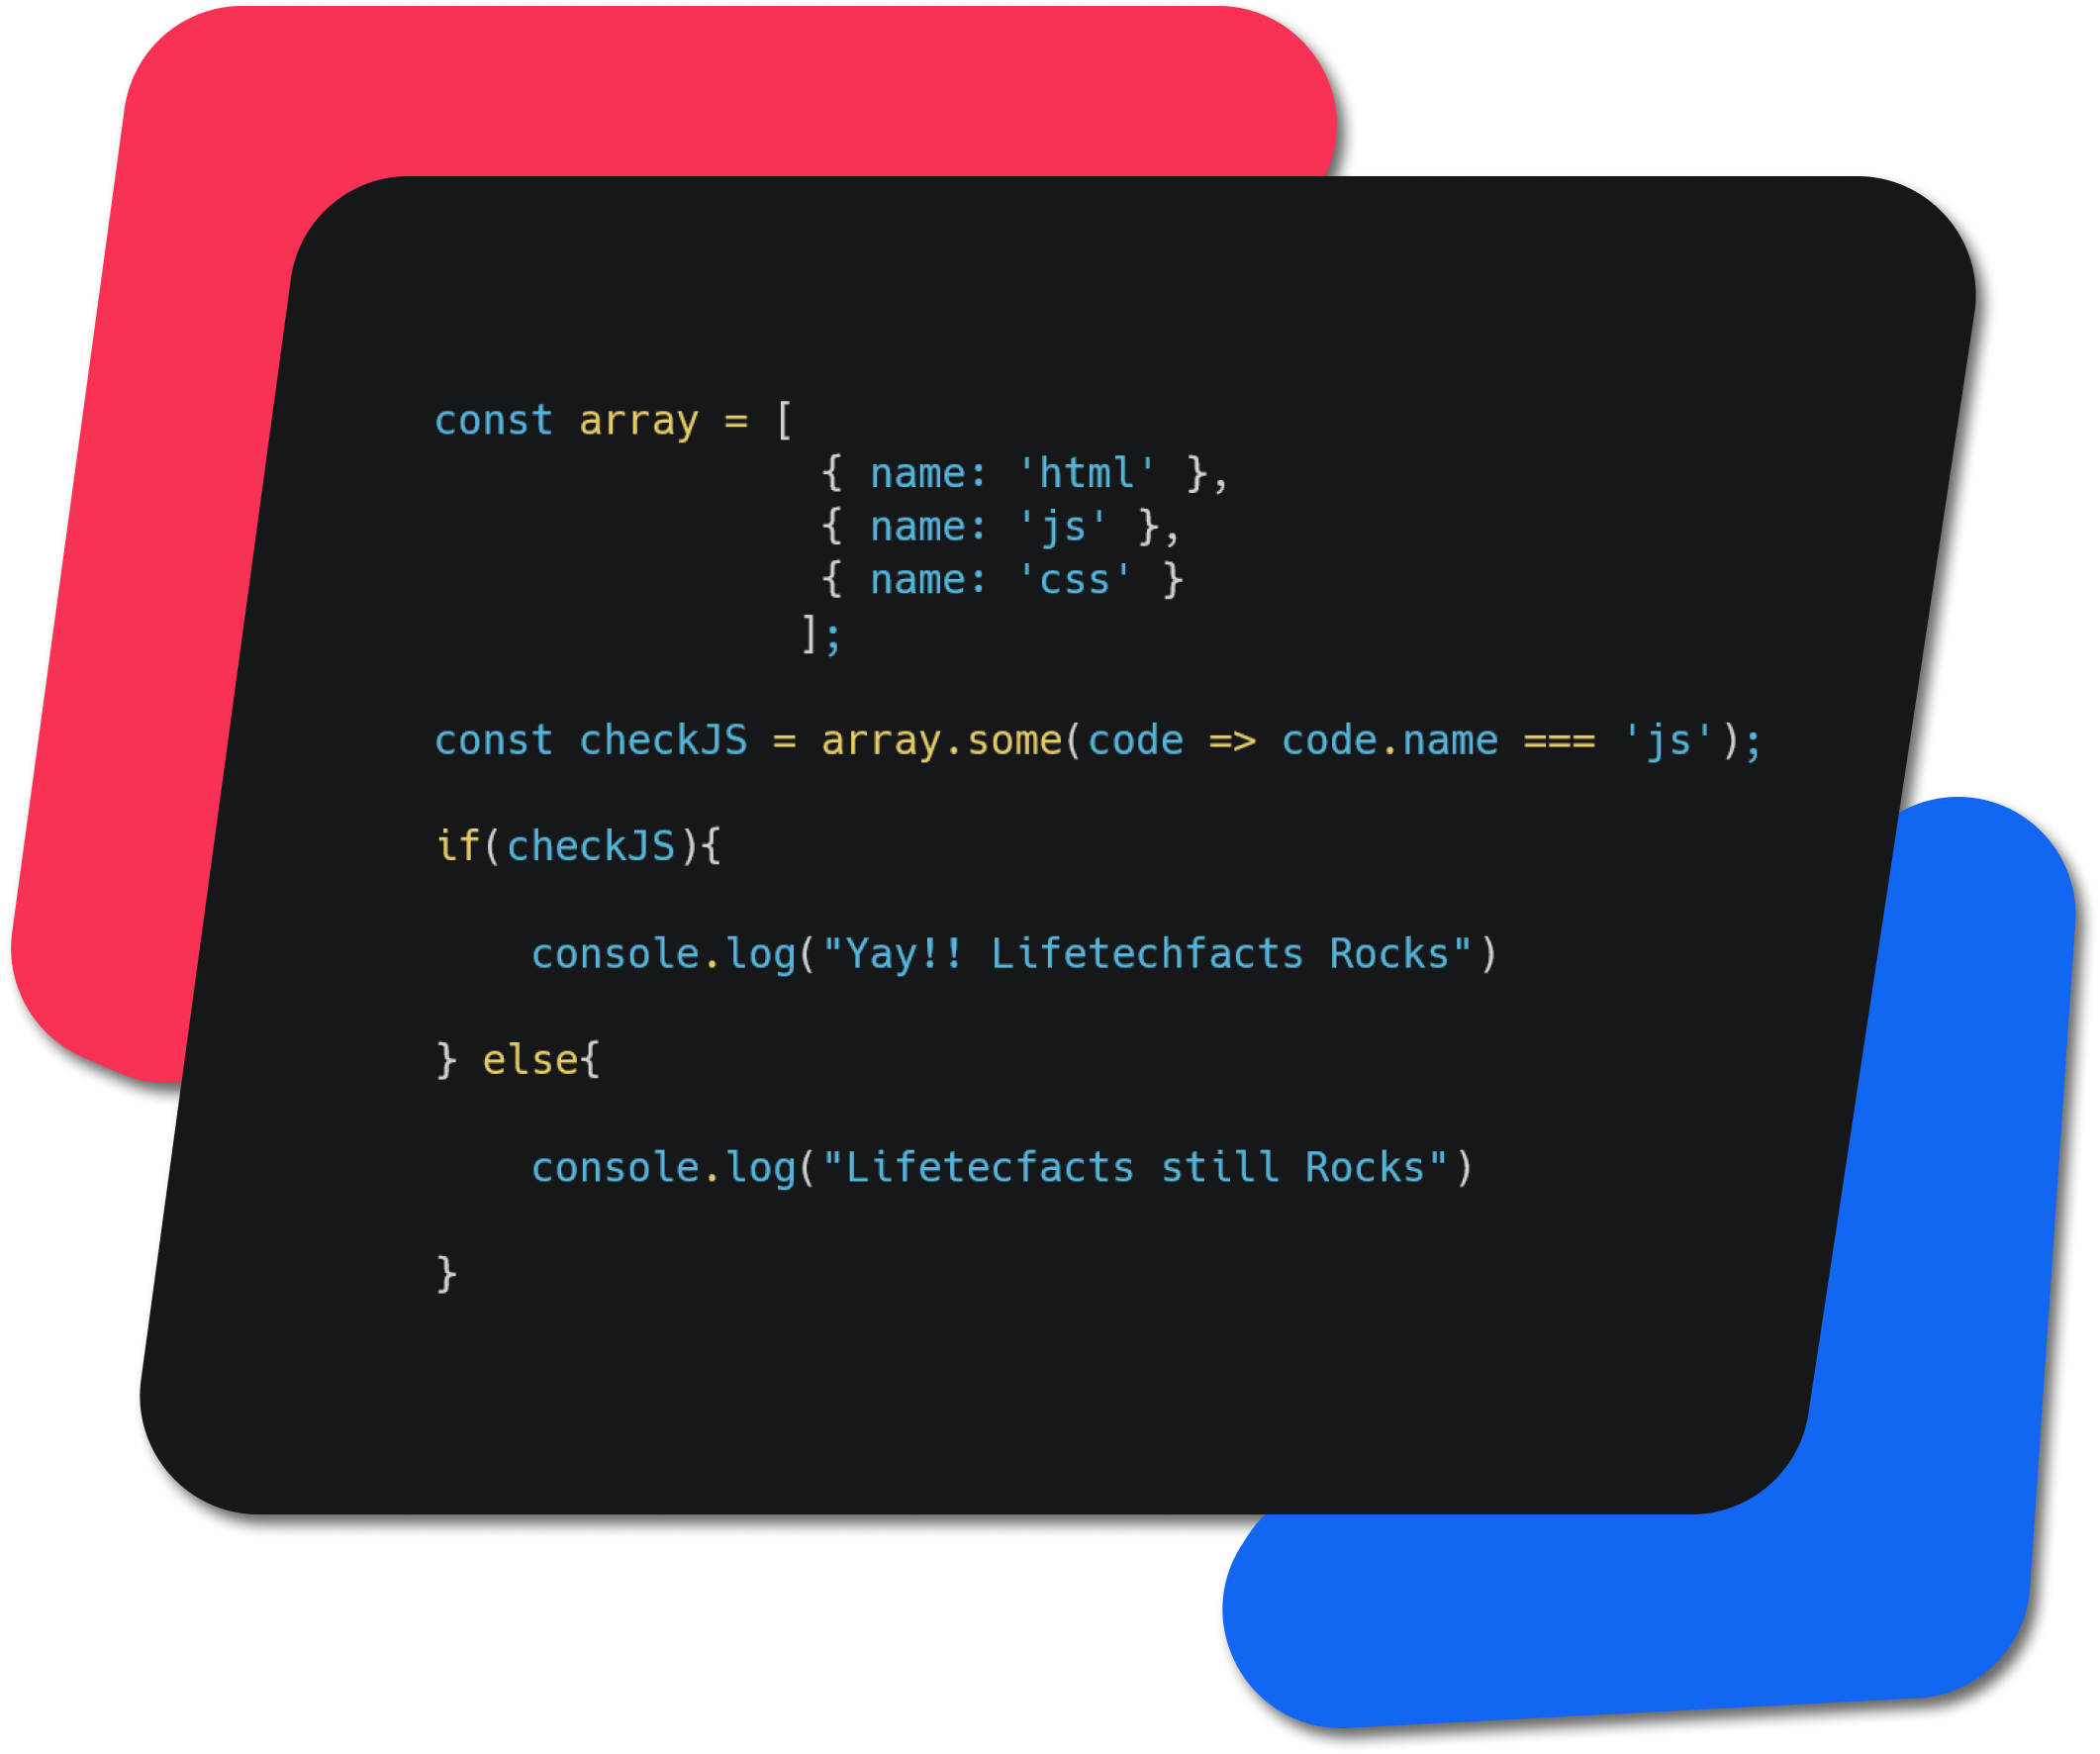 const array = [
{ name: 'html' },
{ name: 'js' },
{ name: 'css' }
];
const checkJS = array.some(code => code.name === 'js');
if(checkJS){
console.log("Yay!! Lifetechfacts Rocks")
} else{
console.log("Lifetecfacts still Rocks")
}